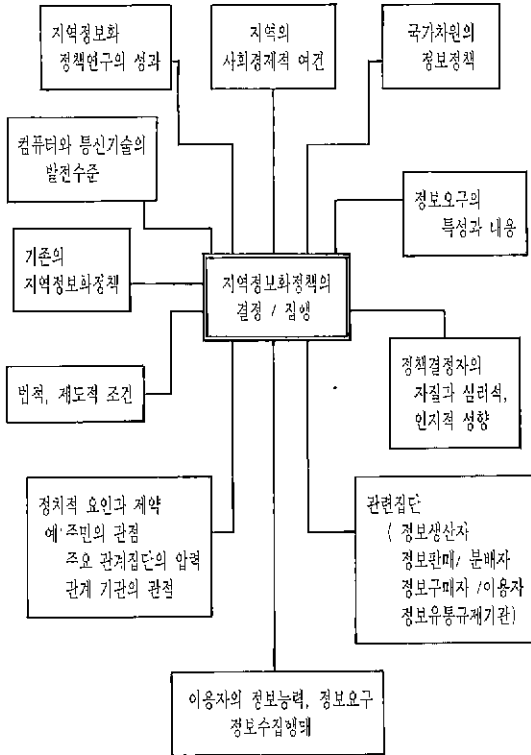 지역정보화
정책연구의 성과
지역의
사회경제적 여건
국가차원의
정보정책
컴퓨터와 통신기술의
발전수준
정보요구의
특성과 내용
기존의
지역정보화정책
지역정보화정책의
결정 / 집행
법적, 제도적 조건
정책결정자의
자질과 심리적,
인지적 성향
정치적 요인과 제약
예·주민의 관점
주요 관계집단의 압력
관계 기관의 관점
관련집단
( 정보생산자
정보판매/ 분배자
정보구매자 /이용자
정보유통규제기관)
이용자의 정보능력, 정보요구
정보수집행태